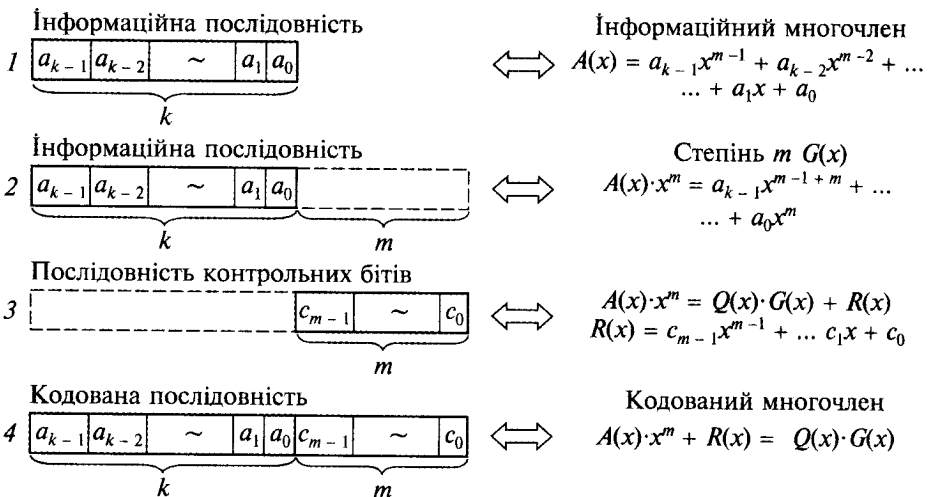 Інформаційна послідовність
Інформаційний многочлен
1 a_{k – 1} a_{k – 2} ~ a_1 a_0 ⇔ A(x) = a_{k – 1}x^{m –1} + a_{k – 2}x^{m –2} + ...
... + a_1x + a_0
k
Інформаційна послідовність
Степінь m G(x)
2 a_{k – 1} a_{k – 2} ~ a_1 a_0 ⇔ A(x)·x^m = a_{k – 1}x^{m – 1 + m} + ...
... + a_0x^m
k m
Послідовність контрольних бітів
3 c_{m – 1} ~ c_0 ⇔ A(x)·x^m = Q(x)·G(x) + R(x)
R(x) = c_{m – 1}x^{m –1} + ... c_1x + c_0
m
Кодована послідовність
Кодований многочлен
4 a_{k – 1} a_{k – 2} ~ a_1 a_0 c_{m – 1} ~ c_0 ⇔ A(x)·x^m + R(x) = Q(x)·G(x)
k m